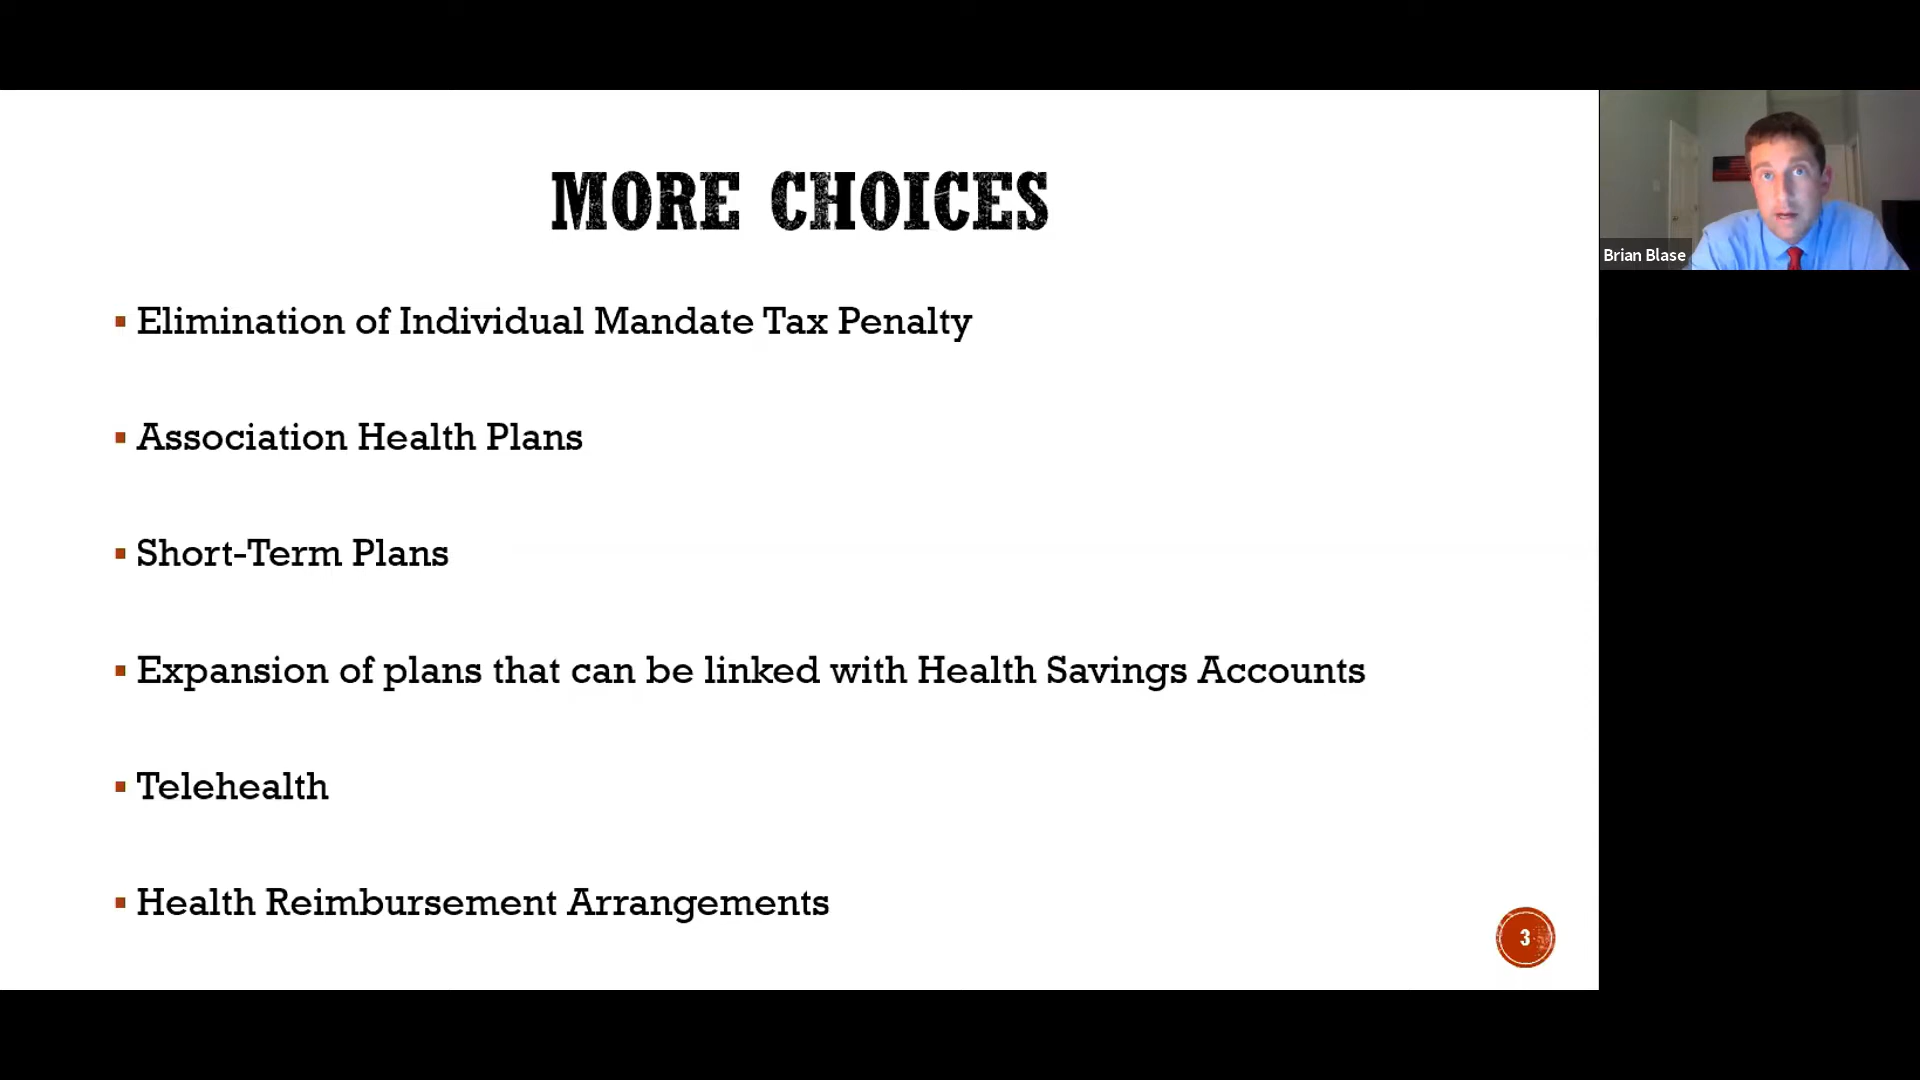 MORE CHOICES
Elimination of Individual Mandate Tax Penalty
Association Health Plans
Short-Term Plans
Expansion of plans that can be linked with Health Savings Accounts
Telehealth
Health Reimbursement Arrangements
3
Brian Blase